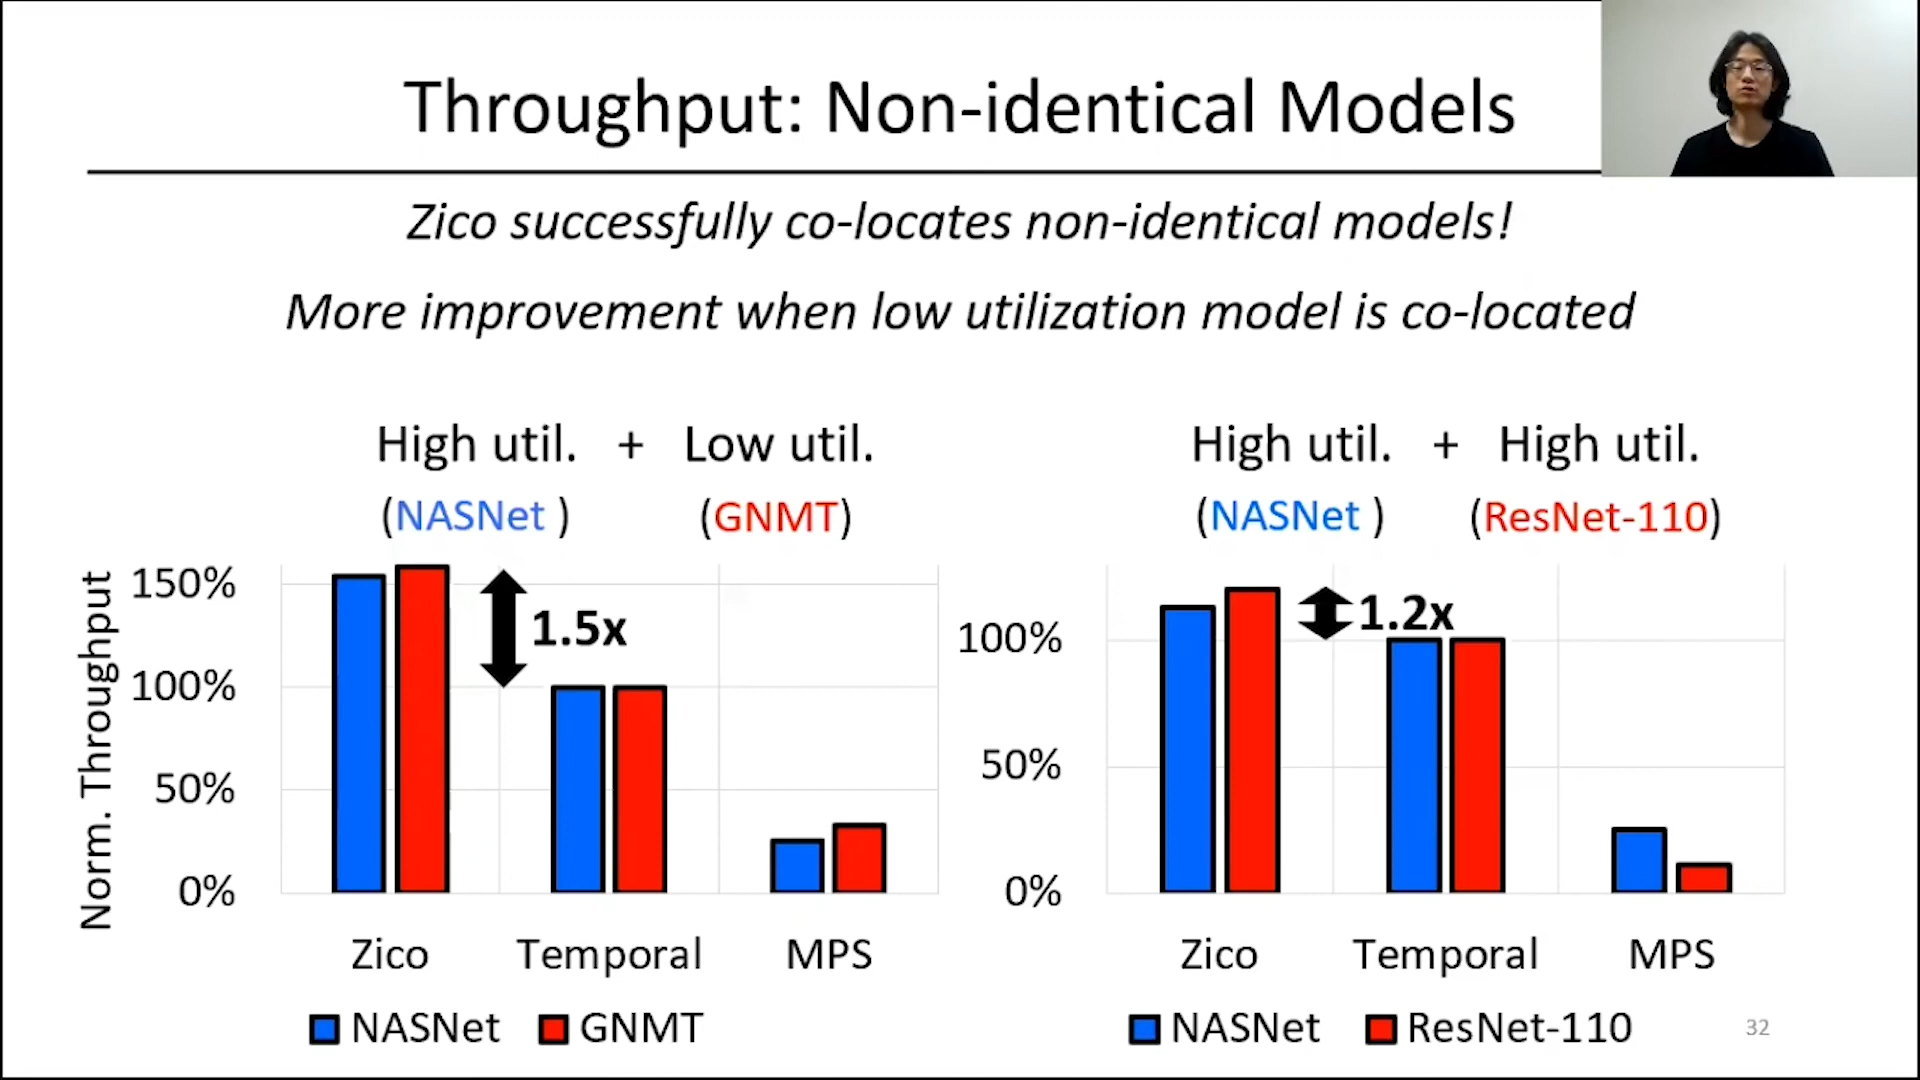 Throughput: Non-identical Models
Zico successfully co-locates non-identical models!
More improvement when low utilization model is co-located
High util. + Low util.
(NASNet ) (GNMT)
Norm. Throughput
150%
100%
50%
0%
1.5x
Zico Temporal MPS
NASNet GNMT
High util. + High util.
(NASNet ) (ResNet-110)
100%
50%
0%
1.2x
Zico Temporal MPS
NASNet ResNet-110
32